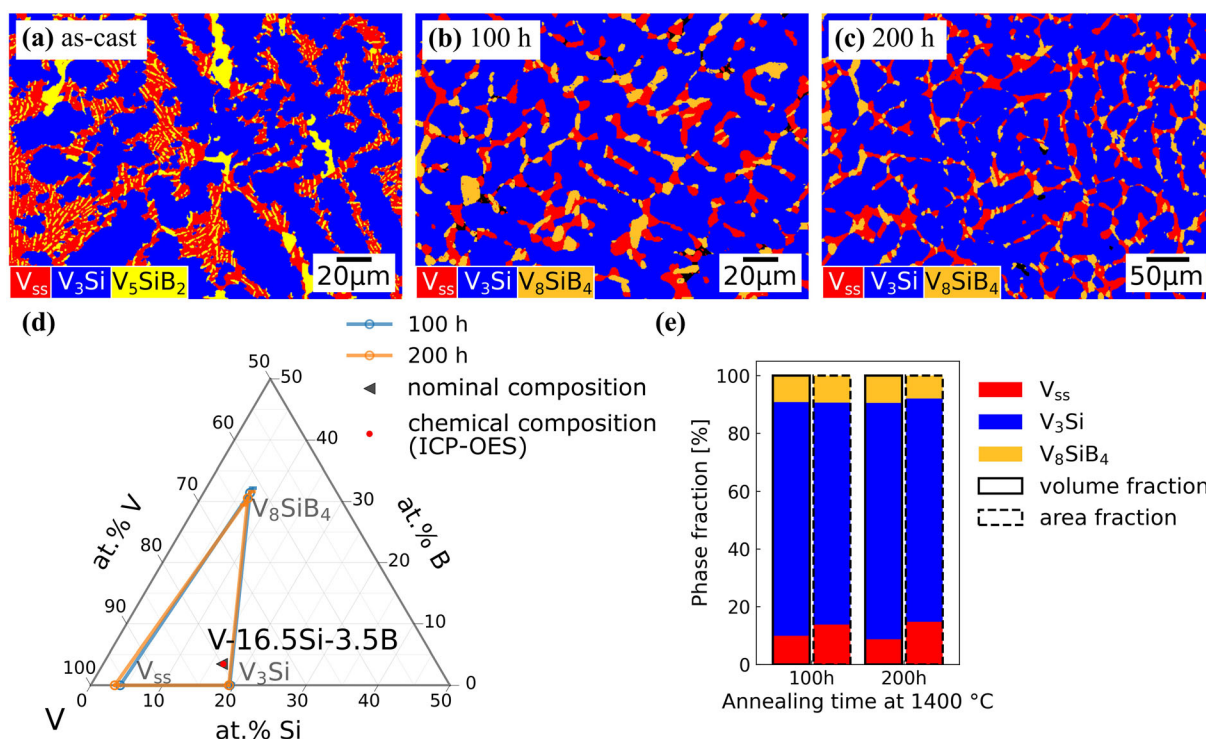 (a) as-cast
(b) 100 h
(c) 200 h
V₃Si V₅SiB₂
Vₛₛ
20μm
Vₛₛ V₃Si V₈SiB₄
20μm
Vₛₛ V₃Si V₈SiB₄
50μm
(d)
100 h
200 h
nominal composition
chemical composition
(ICP-OES)
50
50
60
40
70
30
80
20
90
10
100
0
0
10
20
30
40
50
at.% V
at.% B
at.% Si
V
V₈SiB₄
V-16.5Si-3.5B
Vₛₛ
V₃Si
(e)
Phase fraction [%]
100
80
60
40
20
0
100h
200h
Annealing time at 1400 °C
Vₛₛ
V₃Si
V₈SiB₄
volume fraction
area fraction